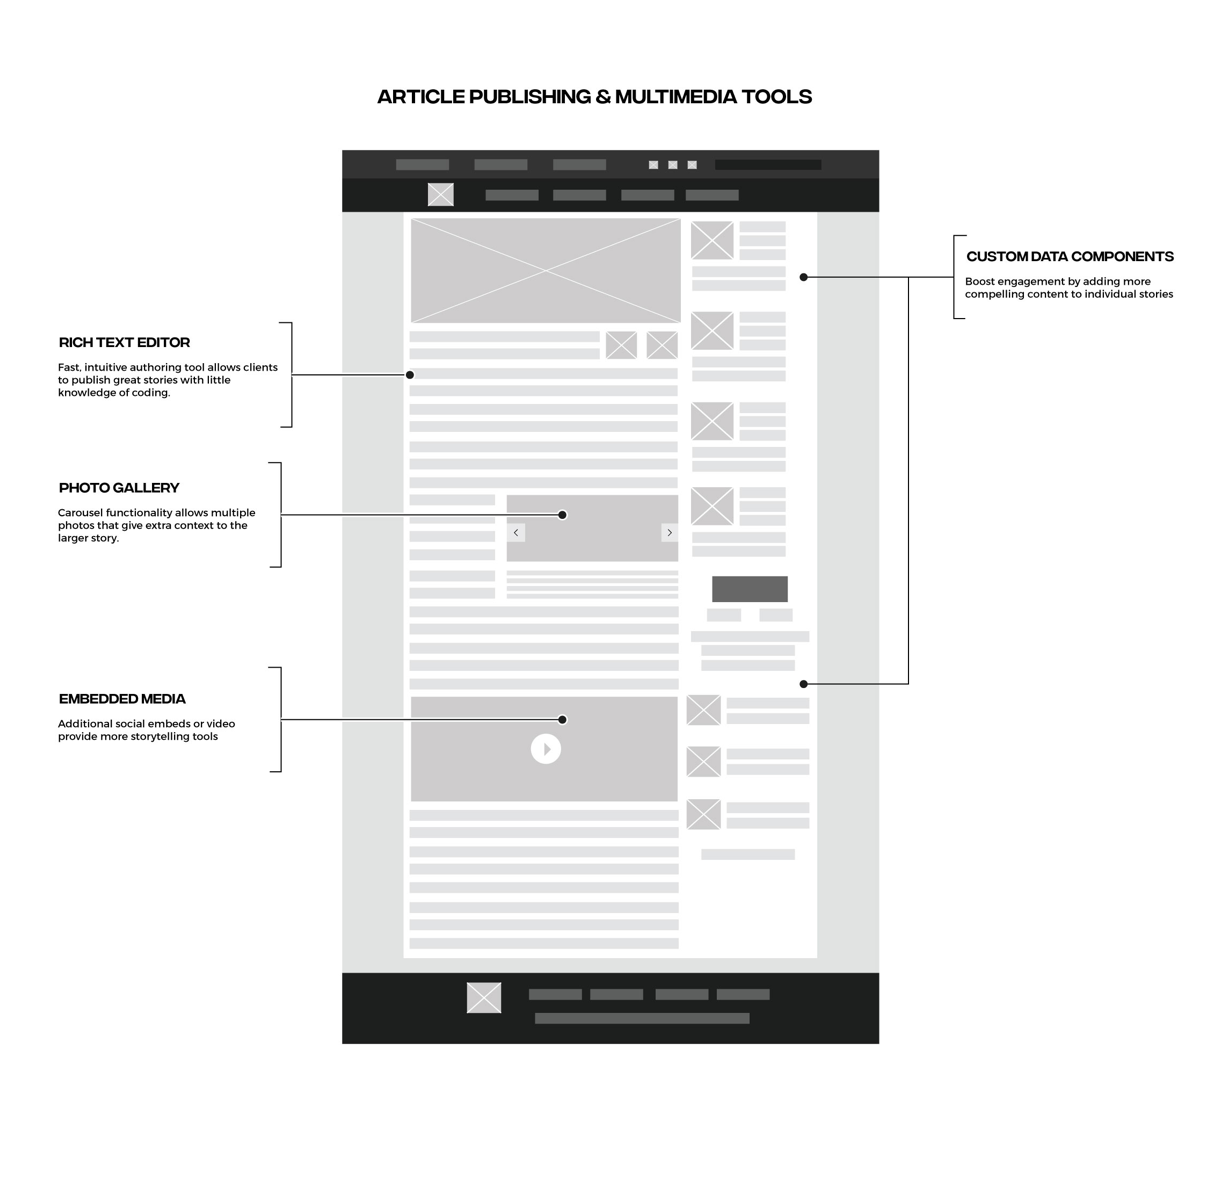 ARTICLE PUBLISHING & MULTIMEDIA TOOLS
CUSTOM DATA COMPONENTS
Boost engagement by adding more
compelling content to individual stories
RICH TEXT EDITOR
Fast, intuitive authoring tool allows clients
to publish great stories with little
knowledge of coding.
PHOTO GALLERY
Carousel functionality allows multiple
photos that give extra context to the
larger story.
EMBEDDED MEDIA
Additional social embeds or video
provide more storytelling tools